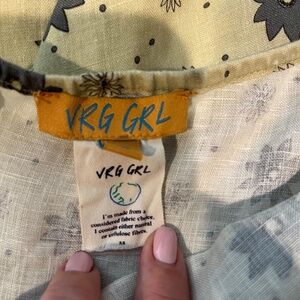 VRG GRL
VRG GRL
I'm made from a
considered fabric choice.
I contain either natural
or cellulose fibres.
M